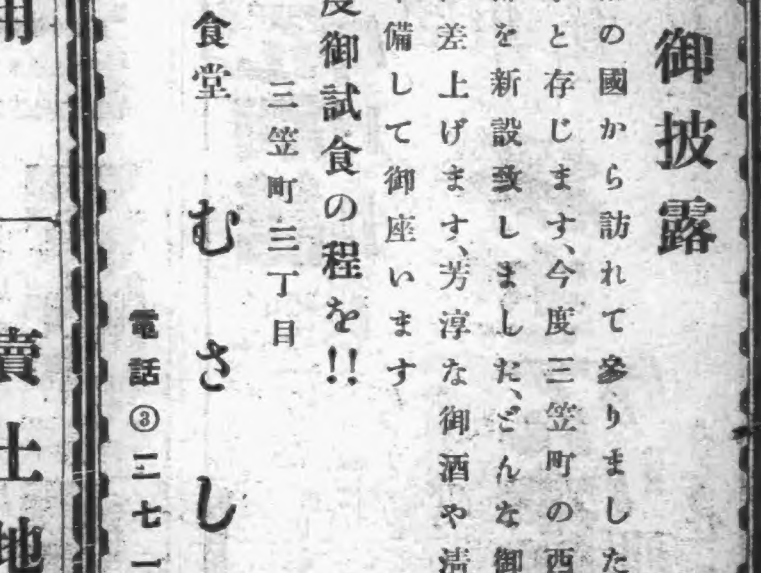 御披露
の國から訪れて參りました
と存じます、今度三笠町の西
を新設致しました、どんな御
差上げます、芳淳な御酒や清
備して御座います
度御試食の程を!!
三笠町三丁目
食堂 むさし
電話③三七一
賣土地